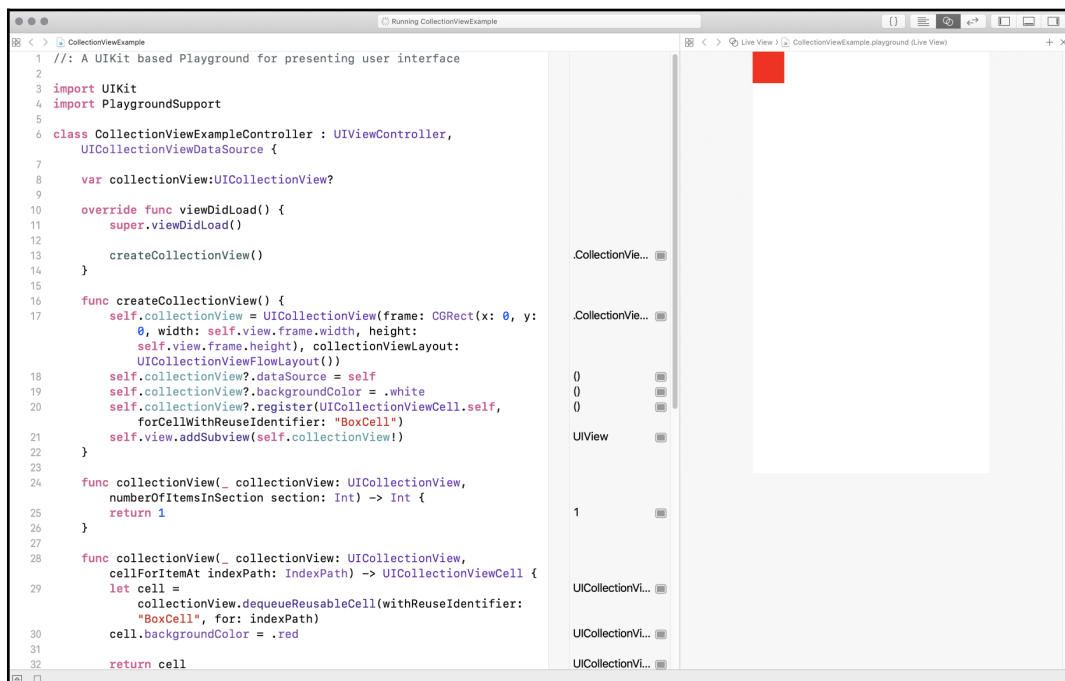 Running CollectionViewExample
{}
CollectionViewExample
Live View
CollectionViewExample.playground (Live View)
1 //: A UIKit based Playground for presenting user interface
2
3 import UIKit
4 import PlaygroundSupport
5
6 class CollectionViewExampleController : UIViewController,
UICollectionViewDataSource {
7
8 var collectionView:UICollectionView?
9
10 override func viewDidLoad() {
11 super.viewDidLoad()
12
13 createCollectionView()
.CollectionVie...
14 }
15
16 func createCollectionView() {
17 self.collectionView = UICollectionView(frame: CGRect(x: 0, y:
.CollectionVie...
0, width: self.view.frame.width, height:
self.view.frame.height), collectionViewLayout:
UICollectionViewFlowLayout())
18 self.collectionView?.dataSource = self
()
19 self.collectionView?.backgroundColor = .white
()
20 self.collectionView?.register(UICollectionViewCell.self,
()
forCellWithReuseIdentifier: "BoxCell")
21 self.view.addSubview(self.collectionView!)
UIView
22 }
23
24 func collectionView(_ collectionView: UICollectionView,
numberOfItemsInSection section: Int) -> Int {
25 return 1
1
26 }
27
28 func collectionView(_ collectionView: UICollectionView,
cellForItemAt indexPath: IndexPath) -> UICollectionViewCell {
29 let cell =
UICollectionVi...
collectionView.dequeueReusableCell(withReuseIdentifier:
"BoxCell", for: indexPath)
30 cell.backgroundColor = .red
UICollectionVi...
31
32 return cell
UICollectionVi...